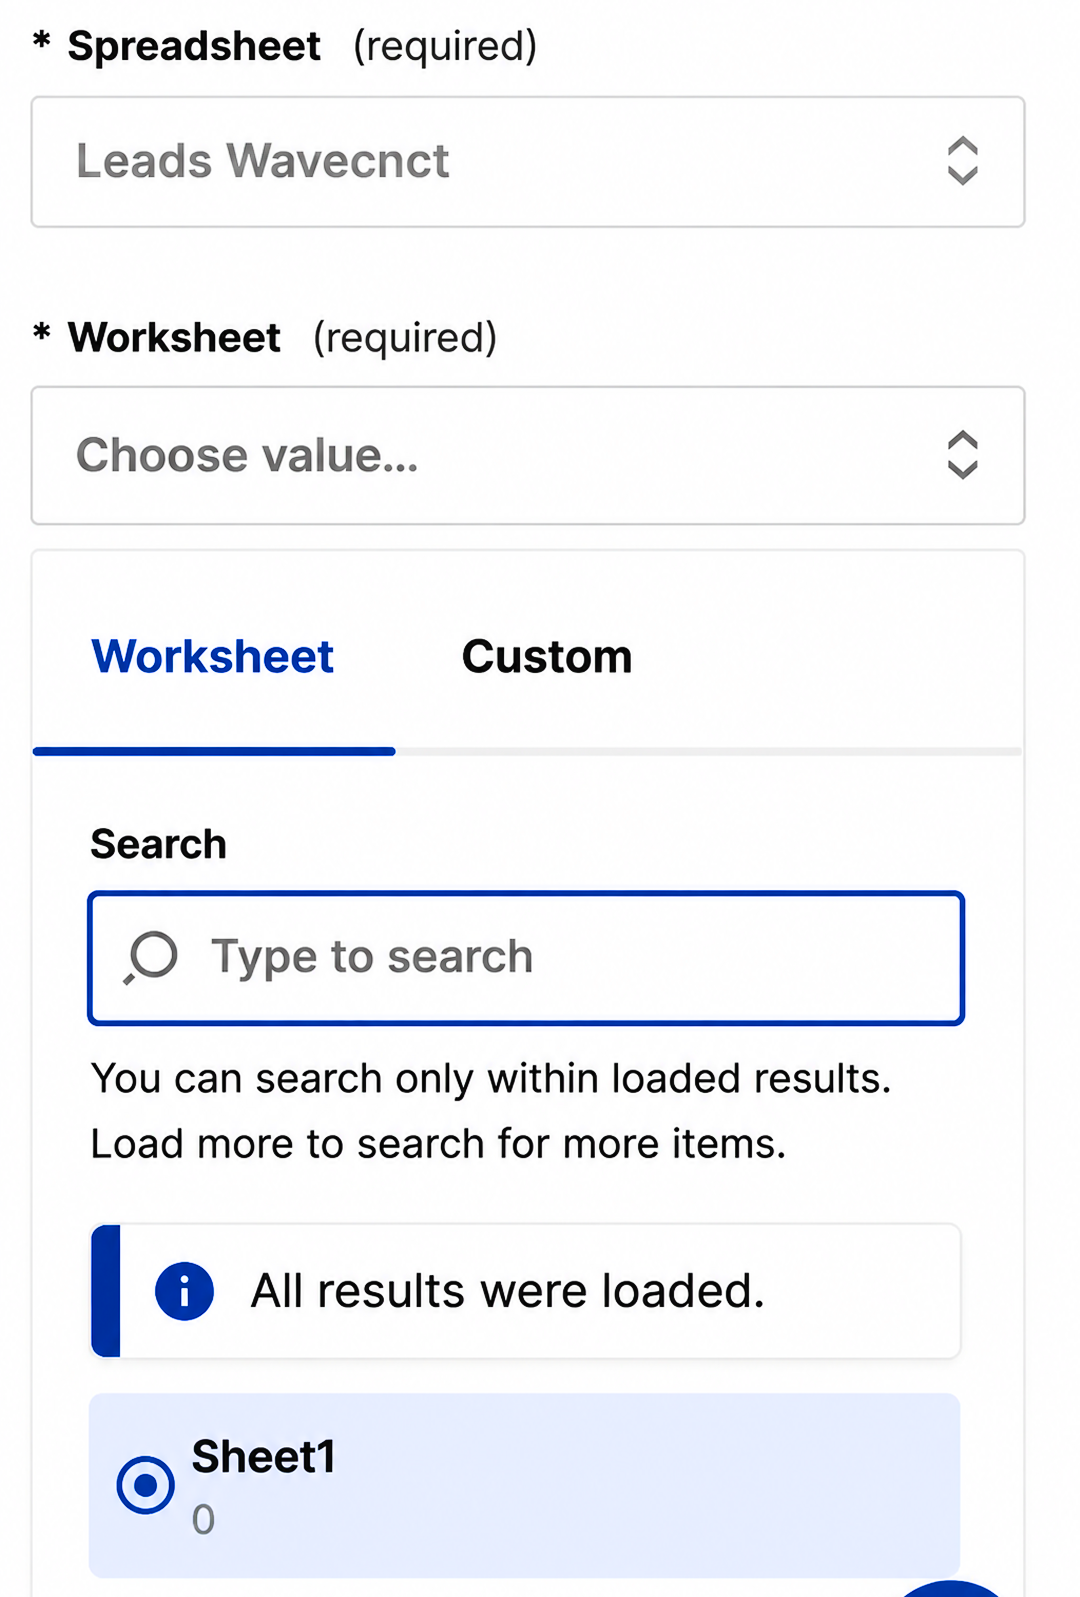 * Spreadsheet (required)
Leads Wavecnct
* Worksheet (required)
Choose value...
Worksheet Custom
Search
Type to search
You can search only within loaded results.
Load more to search for more items.
All results were loaded.
Sheet1
0